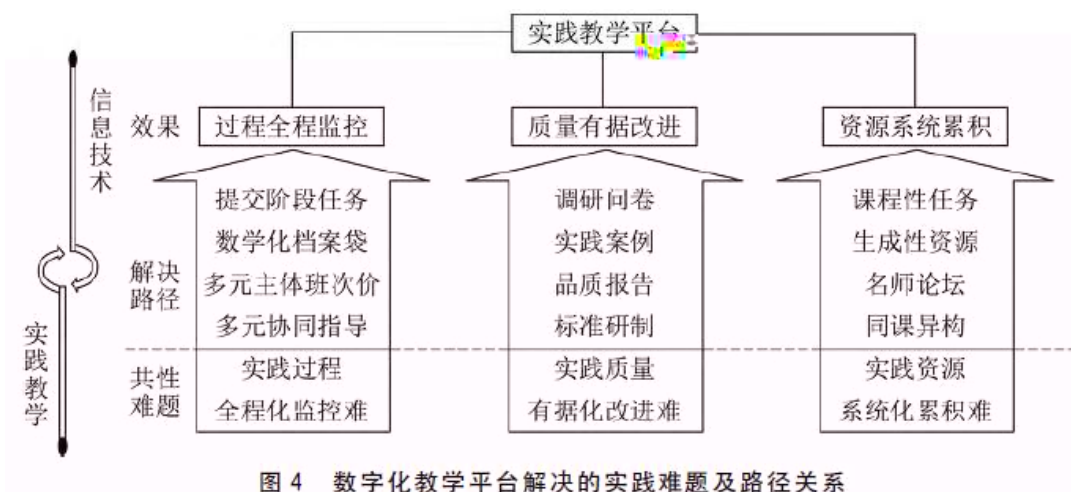 实践教学平台
信息技术
效果
过程全程监控
质量有据改进
资源系统累积
提交阶段任务
调研问卷
课程性任务
数学化档案袋
实践案例
生成性资源
解决
路径
多元主体班次价
品质报告
名师论坛
多元协同指导
标准研制
同课异构
实践教学
共性
难题
实践过程
实践质量
实践资源
全程化监控难
有据化改进难
系统化累积难
图 4 数字化教学平台解决的实践难题及路径关系